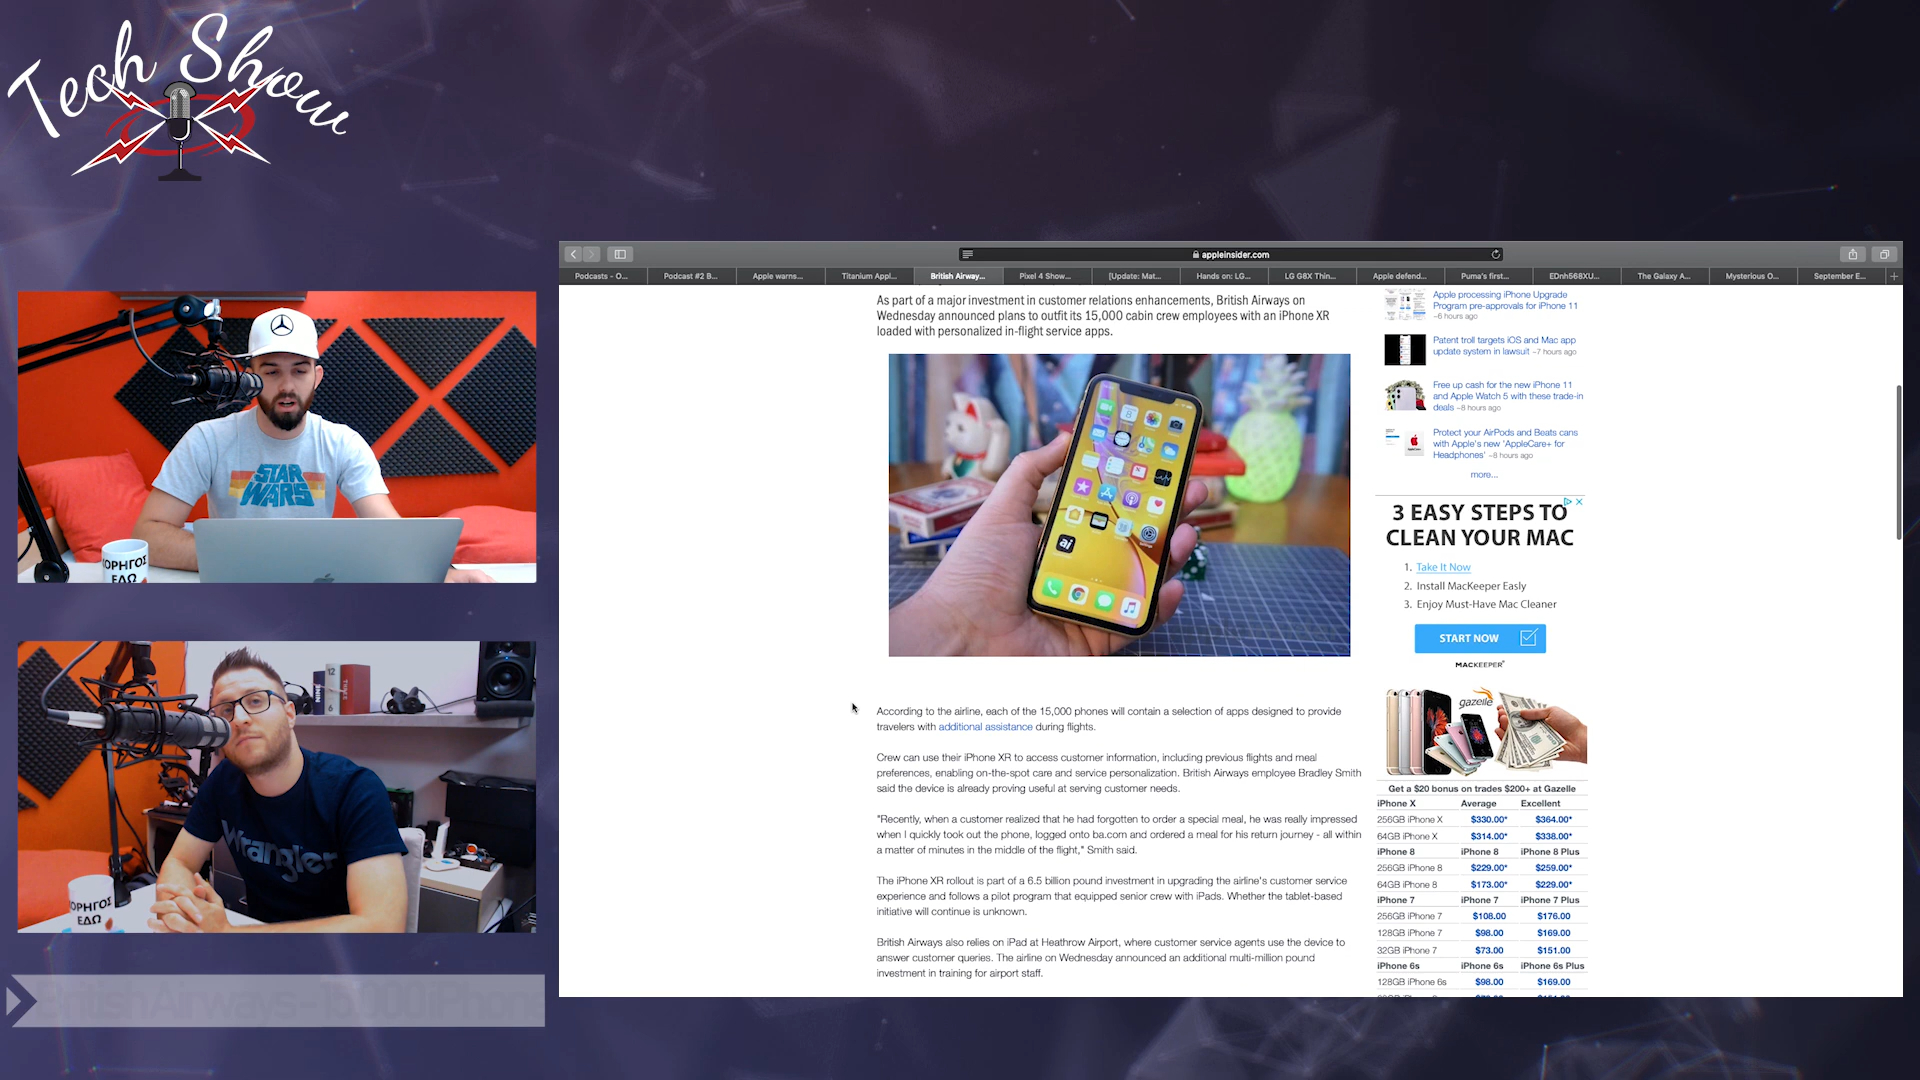 Tech Show
appleinsider.com
Podcasts - O...
Podcast #2 B...
Apple warns...
Titanium Appl...
British Airway...
Pixel 4 Show...
[Update: Mat...
Hands on: LG...
LG G8X Thin...
Apple defend...
Puma's first...
EDnh568XU...
The Galaxy A...
Mysterious O...
September E...
As part of a major investment in customer relations enhancements, British Airways on
Wednesday announced plans to outfit its 15,000 cabin crew employees with an iPhone XR
loaded with personalized in-flight service apps.
ai
According to the airline, each of the 15,000 phones will contain a selection of apps designed to provide
travelers with additional assistance during flights.
Crew can use their iPhone XR to access customer information, including previous flights and meal
preferences, enabling on-the-spot care and service personalization. British Airways employee Bradley Smith
said the device is already proving useful at serving customer needs.
"Recently, when a customer realized that he had forgotten to order a special meal, he was really impressed
when I quickly took out the phone, logged onto ba.com and ordered a meal for his return journey - all within
a matter of minutes in the middle of the flight," Smith said.
The iPhone XR rollout is part of a 6.5 billion pound investment in upgrading the airline's customer service
experience and follows a pilot program that equipped senior crew with iPads. Whether the tablet-based
initiative will continue is unknown.
British Airways also relies on iPad at Heathrow Airport, where customer service agents use the device to
answer customer queries. The airline on Wednesday announced an additional multi-million pound
investment in training for airport staff.
Apple processing iPhone Upgrade
Program pre-approvals for iPhone 11
~6 hours ago
Patent troll targets iOS and Mac app
update system in lawsuit ~7 hours ago
Free up cash for the new iPhone 11
and Apple Watch 5 with these trade-in
deals ~8 hours ago
Protect your AirPods and Beats cans
with Apple's new 'AppleCare+ for
Headphones' ~8 hours ago
more...
3 EASY STEPS TO
CLEAN YOUR MAC
1. Take It Now
2. Install MacKeeper Easily
3. Enjoy Must-Have Mac Cleaner
START NOW
MACKEEPER
gazelle
Get a $20 bonus on trades $200+ at Gazelle
iPhone X Average Excellent
256GB iPhone X $330.00* $364.00*
64GB iPhone X $314.00* $338.00*
iPhone 8 iPhone 8 iPhone 8 Plus
256GB iPhone 8 $229.00* $259.00*
64GB iPhone 8 $173.00* $229.00*
iPhone 7 iPhone 7 iPhone 7 Plus
256GB iPhone 7 $108.00 $176.00
128GB iPhone 7 $98.00 $169.00
32GB iPhone 7 $73.00 $151.00
iPhone 6s iPhone 6s iPhone 6s Plus
128GB iPhone 6s $98.00 $169.00
STAR
WARS
ΟΡΗΓΟΣ
ΕΔΩ
Wrangler
ΟΡΗΓΟΣ
ΕΔΩ